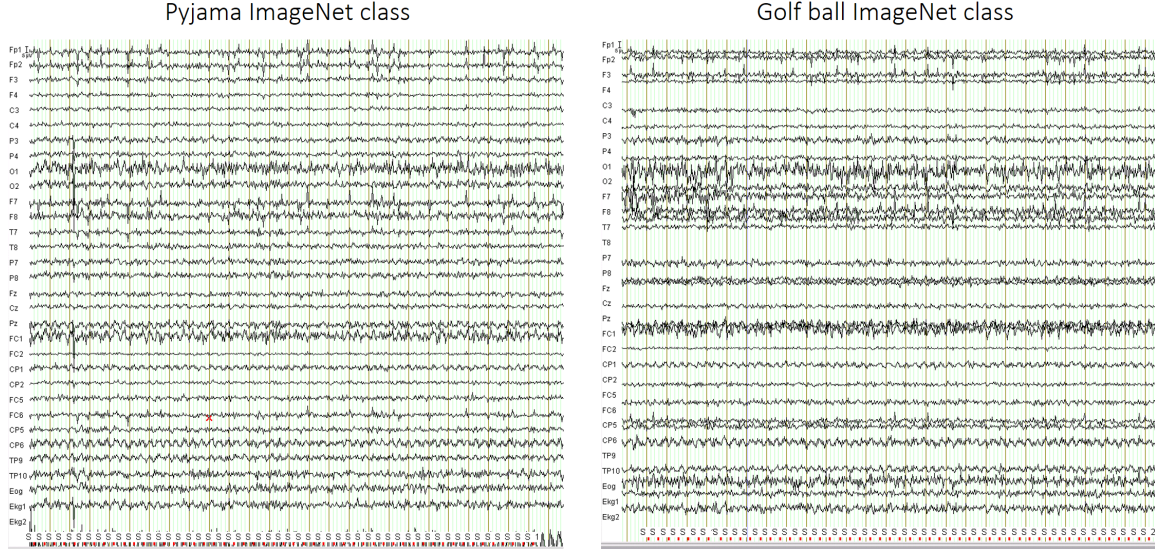 Pyjama ImageNet class
Fp1
Fp2
F3
F4
C3
C4
P3
P4
O1
O2
F7
F8
T7
T8
P7
P8
Fz
Cz
Pz
FC1
FC2
CP1
CP2
FC5
FC6
CP5
CP6
TP9
TP10
Eog
Ekg1
Ekg2
Golf ball ImageNet class
Fp1
Fp2
F3
F4
C3
C4
P3
P4
O1
O2
F7
F8
T7
T8
P7
P8
Fz
Cz
Pz
FC1
FC2
CP1
CP2
FC5
FC6
CP5
CP6
TP9
TP10
Eog
Ekg1
Ekg2